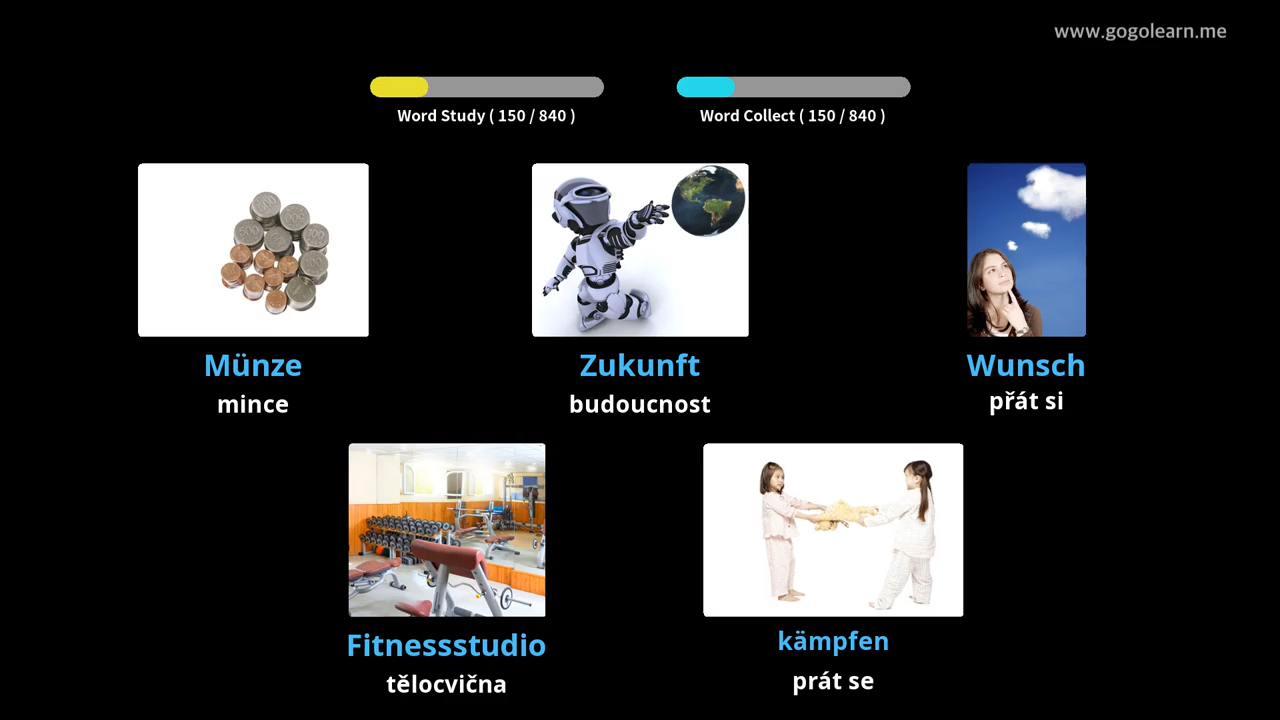 www.gogolearn.me
Word Study ( 150 / 840 )
Word Collect ( 150 / 840 )
Münze
mince
Zukunft
budoucnost
Wunsch
přát si
Fitnessstudio
tělocvična
kämpfen
prát se